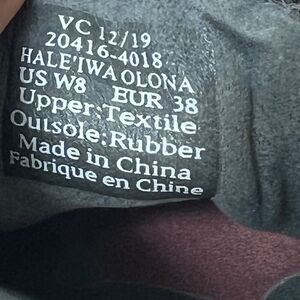 VC 12/19
20416-4018
HALE'IWA OLONA
US W8 EUR 38
Upper:Textile
Outsole:Rubber
Made in China
Fabrique en Chine